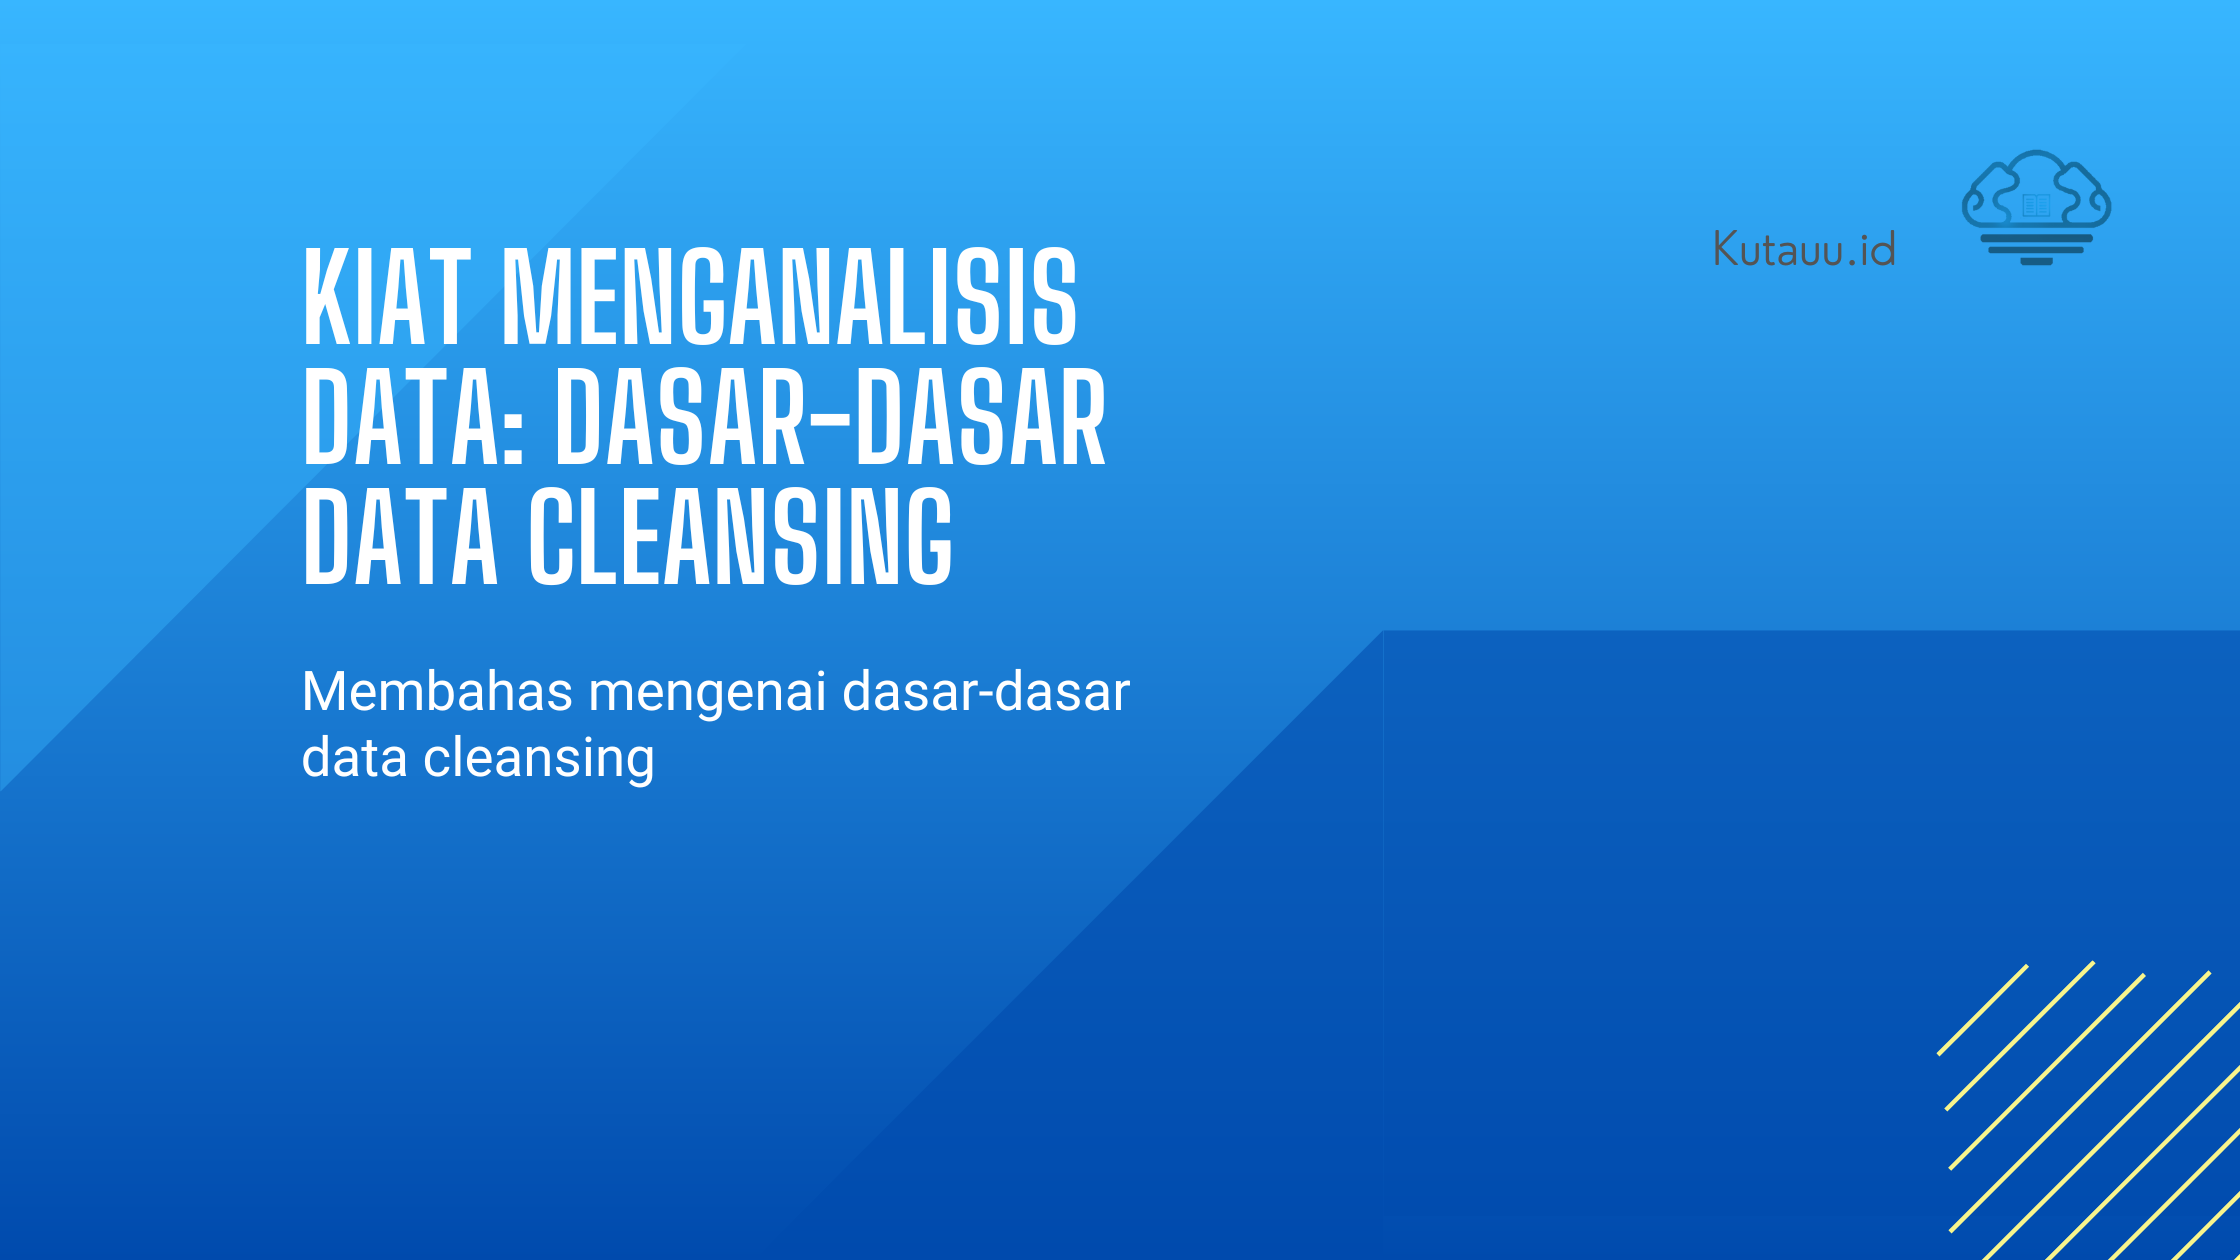 KIAT MENGANALISIS
DATA: DASAR-DASAR
DATA CLEANSING
Membahas mengenai dasar-dasar
data cleansing
Kutauu.id